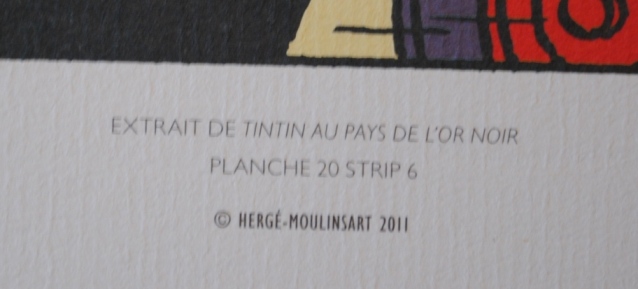 EXTRAIT DE TINTIN AU PAYS DE L'OR NOIR
PLANCHE 20 STRIP 6
© HERGÉ-MOULINSART 2011